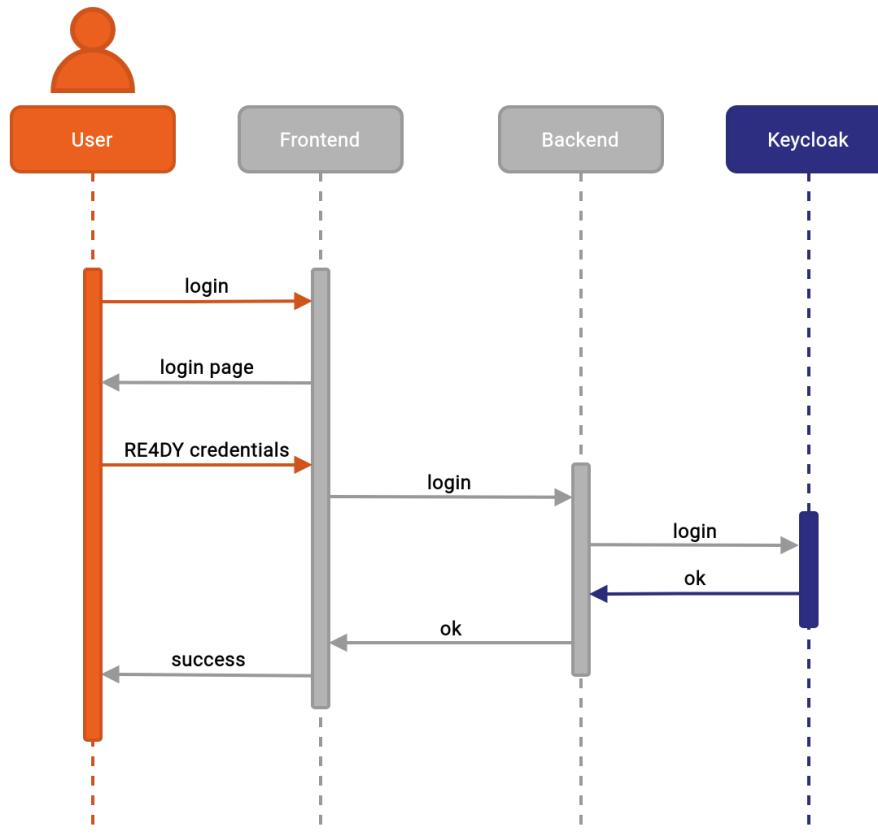 User
Frontend
Backend
Keycloak
login
login page
RE4DY credentials
login
login
ok
ok
success